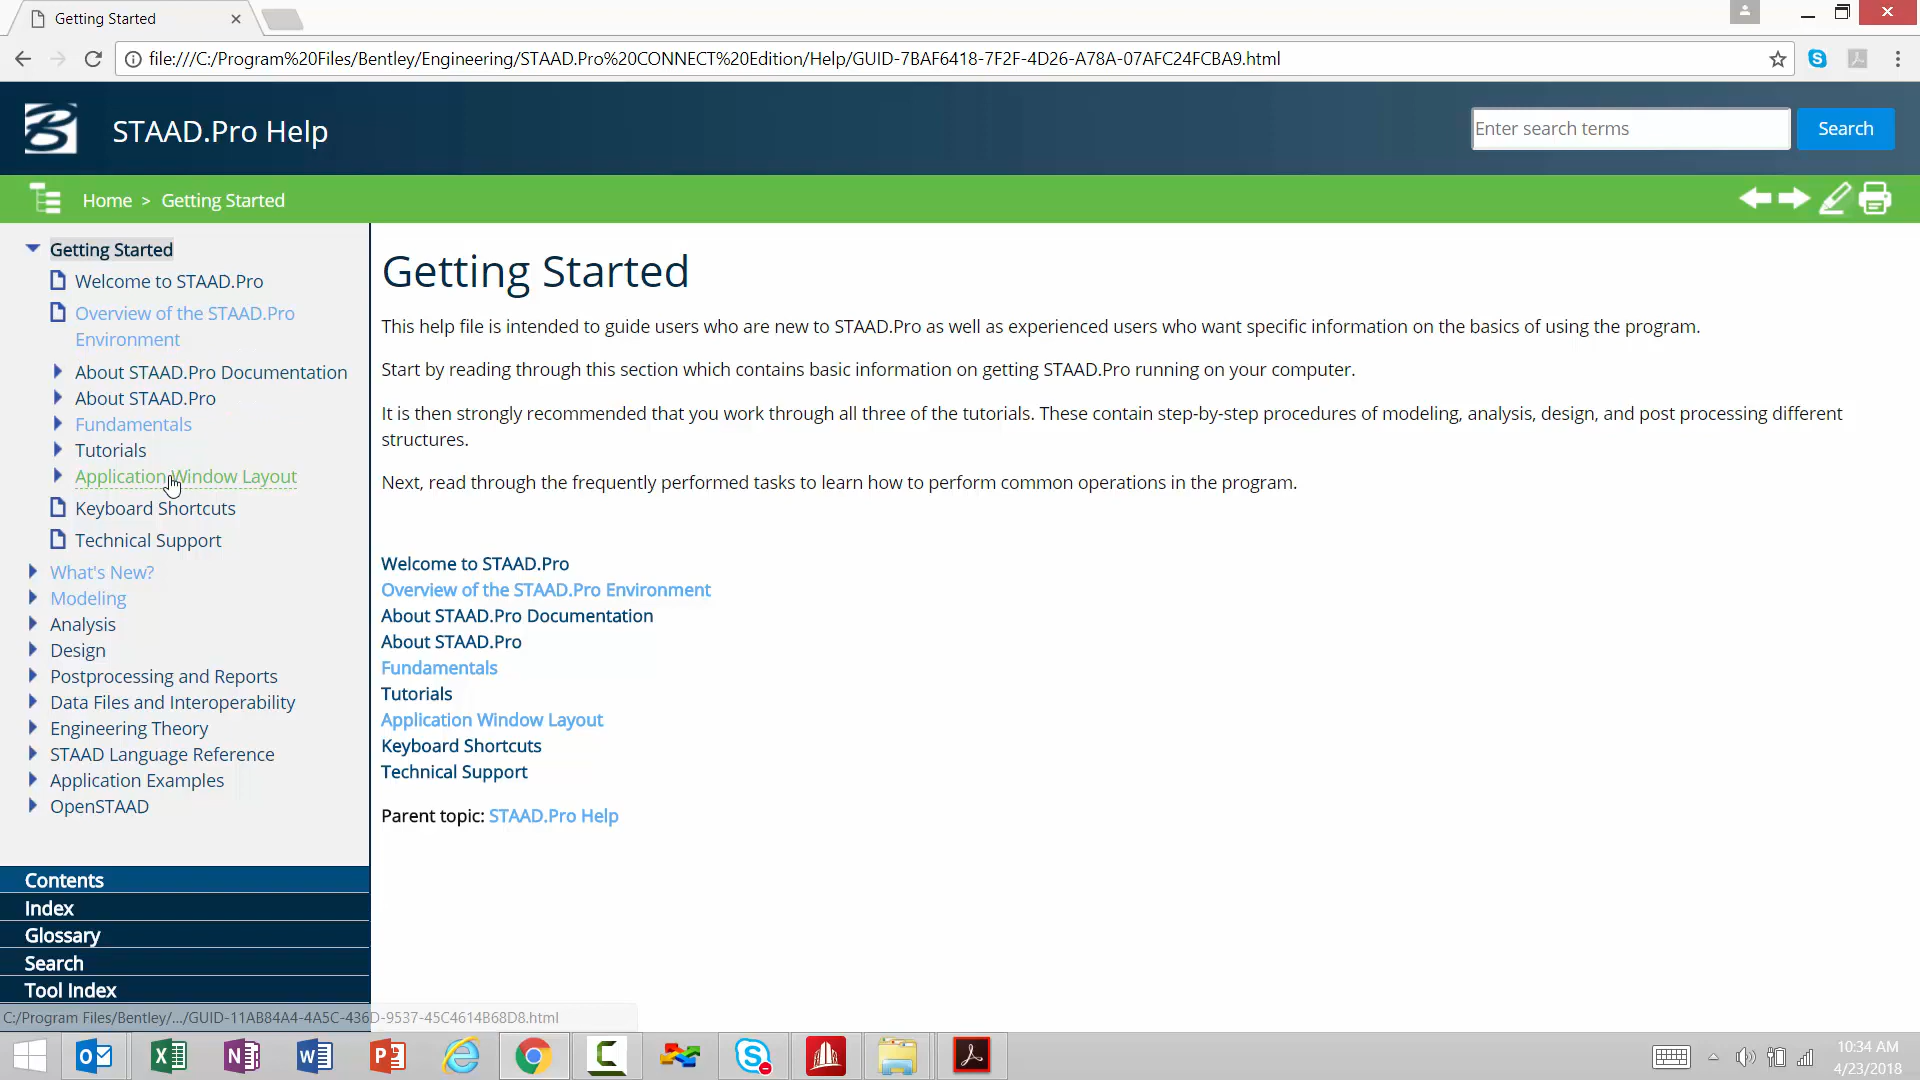 Getting Started
file:///C:/Program%20Files/Bentley/Engineering/STAAD.Pro%20CONNECT%20Edition/Help/GUID-7BAF6418-7F2F-4D26-A78A-07AFC24FCBA9.html
STAAD.Pro Help
Enter search terms
Search
Home > Getting Started
Getting Started
Welcome to STAAD.Pro
Overview of the STAAD.Pro
Environment
About STAAD.Pro Documentation
About STAAD.Pro
Fundamentals
Tutorials
Application Window Layout
Keyboard Shortcuts
Technical Support
What's New?
Modeling
Analysis
Design
Postprocessing and Reports
Data Files and Interoperability
Engineering Theory
STAAD Language Reference
Application Examples
OpenSTAAD
Contents
Index
Glossary
Search
Tool Index
Getting Started
This help file is intended to guide users who are new to STAAD.Pro as well as experienced users who want specific information on the basics of using the program.
Start by reading through this section which contains basic information on getting STAAD.Pro running on your computer.
It is then strongly recommended that you work through all three of the tutorials. These contain step-by-step procedures of modeling, analysis, design, and post processing different
structures.
Next, read through the frequently performed tasks to learn how to perform common operations in the program.
Welcome to STAAD.Pro
Overview of the STAAD.Pro Environment
About STAAD.Pro Documentation
About STAAD.Pro
Fundamentals
Tutorials
Application Window Layout
Keyboard Shortcuts
Technical Support
Parent topic: STAAD.Pro Help
C:/Program Files/Bentley/.../GUID-11AB84A4-4A5C-436D-9537-45C4614B68D8.html
10:34 AM
4/23/2018